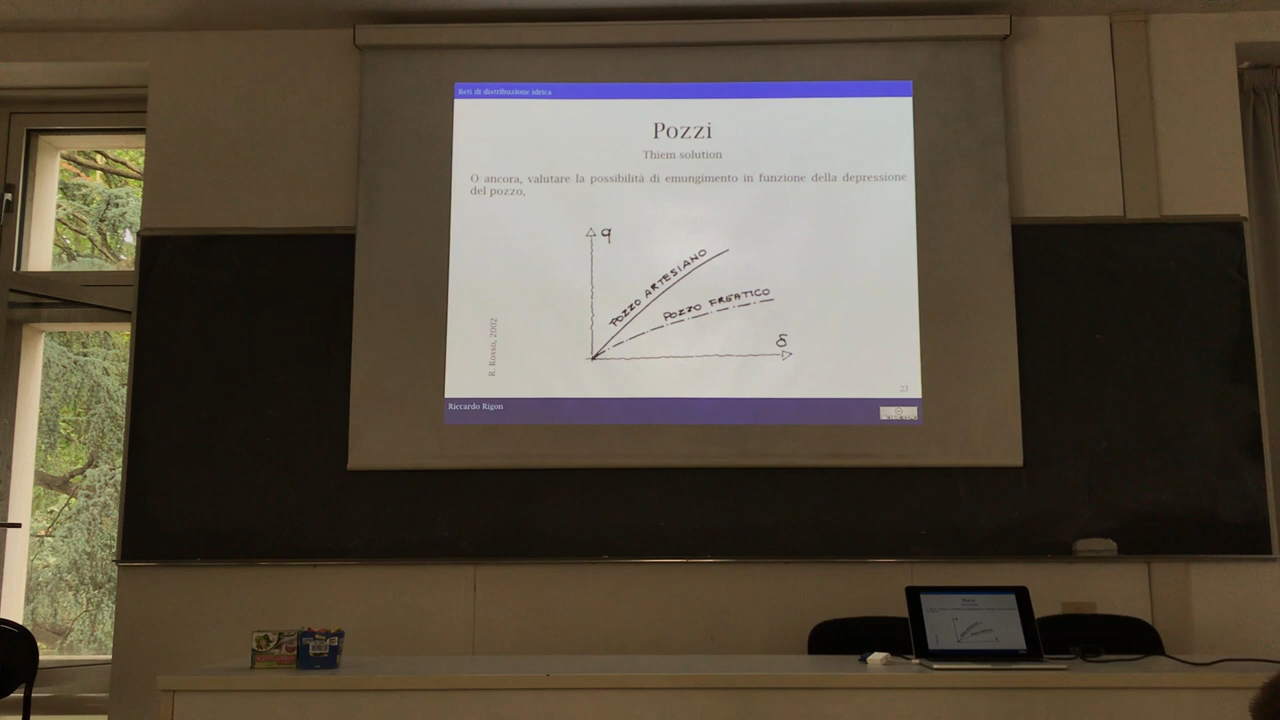 Reti di distribuzione idrica
Pozzi
Thiem solution
O ancora, valutare la possibilità di emungimento in funzione della depressione
del pozzo,
q
POZZO ARTESIANO
POZZO FREATICO
δ
R. Rosso, 2002
23
Riccardo Rigon